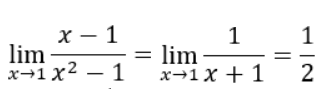 lim x→1 (x − 1)/(x² − 1) = lim x→1 1/(x + 1) = 1/2